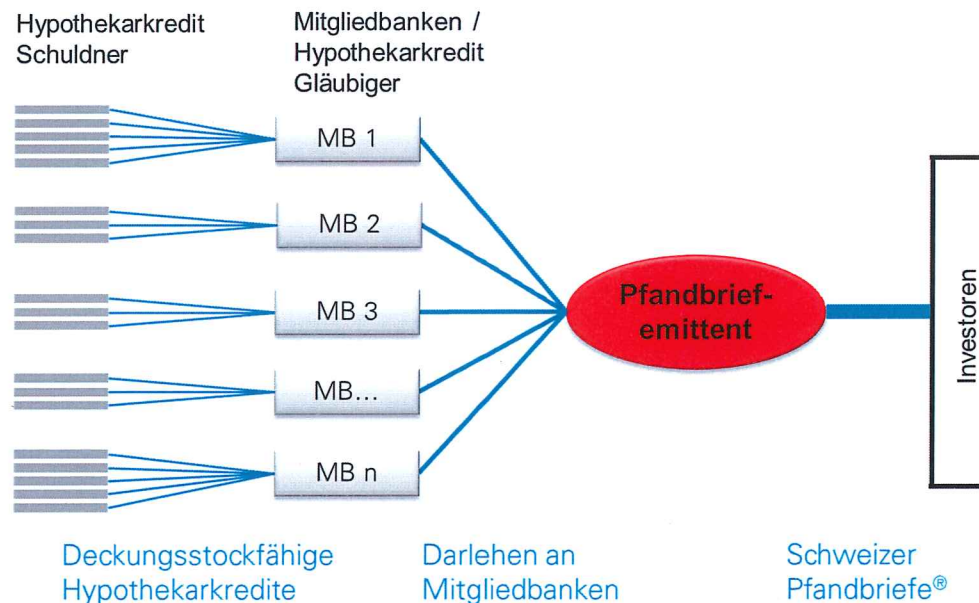 Hypothekarkredit
Schuldner
Mitgliedbanken /
Hypothekarkredit
Gläubiger
MB 1
MB 2
MB 3
MB...
MB n
Pfandbrief-
emittent
Investoren
Deckungsstockfähige
Hypothekarkredite
Darlehen an
Mitgliedbanken
Schweizer
Pfandbriefe®